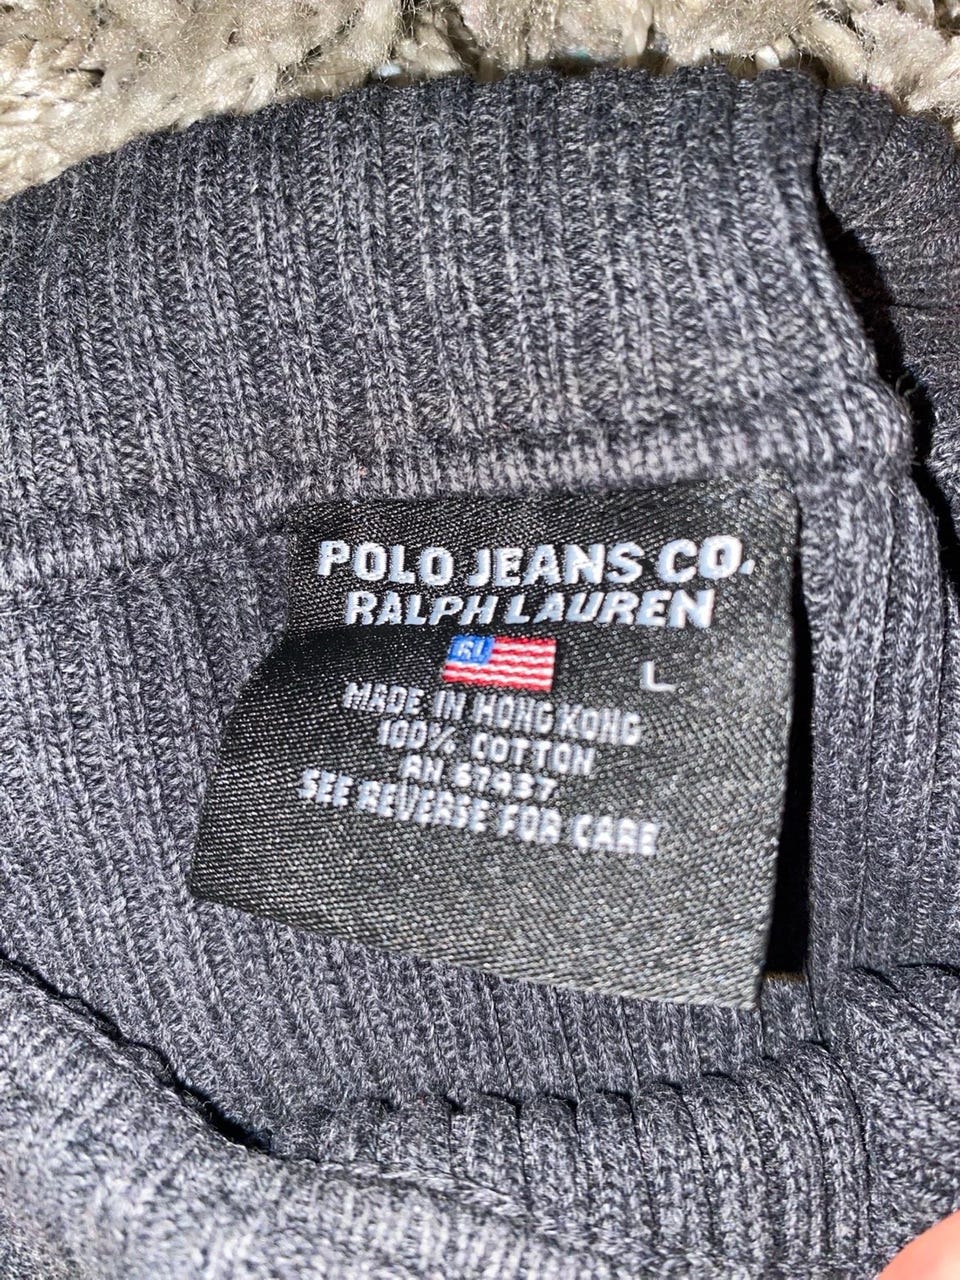 POLO JEANS CO.
RALPH LAUREN
RL
L
MADE IN HONG KONG
100% COTTON
RN 67437
SEE REVERSE FOR CARE